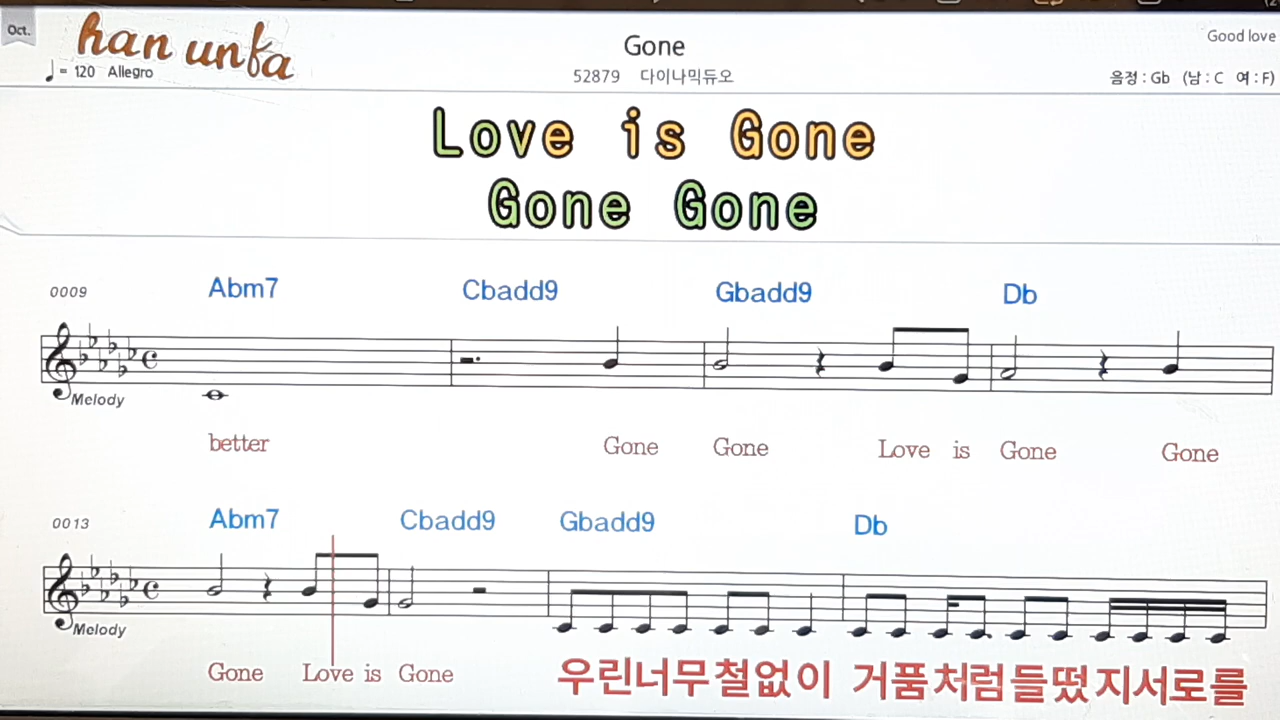 Oct.
han unfa
Gone
Good love
♩= 120 Allegro
52879 다이나믹듀오
음정 : Gb (남 : C 여 : F)
Love is Gone
Gone Gone
0009 Abm7 Cbadd9 Gbadd9 Db
Melody
better Gone Gone Love is Gone Gone
0013 Abm7 Cbadd9 Gbadd9 Db
Melody
Gone Love is Gone 우린너무철없이 거품처럼들떴지서로를